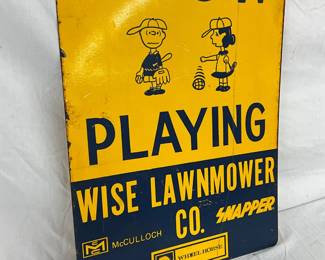 PLAYING
WISE LAWNMOWER
CO. SNAPPER
McCULLOCH
WHEEL HORSE